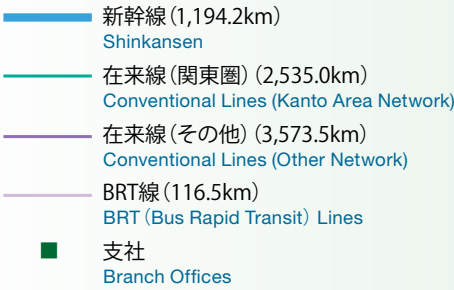 新幹線（1,194.2km）
Shinkansen
在来線（関東圏）（2,535.0km）
Conventional Lines (Kanto Area Network)
在来線（その他）（3,573.5km）
Conventional Lines (Other Network)
BRT線（116.5km）
BRT（Bus Rapid Transit）Lines
支社
Branch Offices